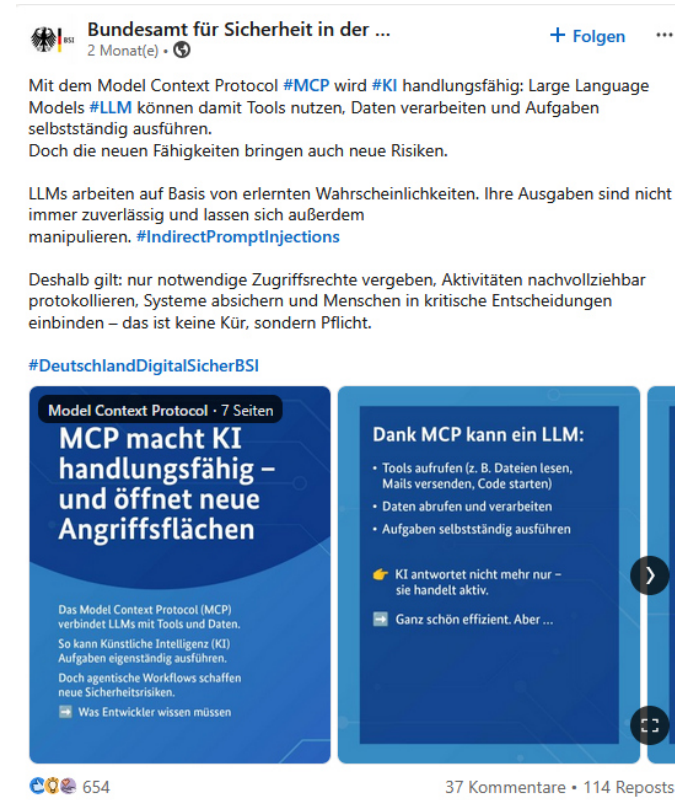 BSI
Bundesamt für Sicherheit in der ...
2 Monat(e) •
+ Folgen
...
Mit dem Model Context Protocol #MCP wird #KI handlungsfähig: Large Language
Models #LLM können damit Tools nutzen, Daten verarbeiten und Aufgaben
selbstständig ausführen.
Doch die neuen Fähigkeiten bringen auch neue Risiken.
LLMs arbeiten auf Basis von erlernten Wahrscheinlichkeiten. Ihre Ausgaben sind nicht
immer zuverlässig und lassen sich außerdem
manipulieren. #IndirectPromptInjections
Deshalb gilt: nur notwendige Zugriffsrechte vergeben, Aktivitäten nachvollziehbar
protokollieren, Systeme absichern und Menschen in kritische Entscheidungen
einbinden – das ist keine Kür, sondern Pflicht.
#DeutschlandDigitalSicherBSI
Model Context Protocol · 7 Seiten
MCP macht KI
handlungsfähig –
und öffnet neue
Angriffsflächen
Das Model Context Protocol (MCP)
verbindet LLMs mit Tools und Daten.
So kann Künstliche Intelligenz (KI)
Aufgaben eigenständig ausführen.
Doch agentische Workflows schaffen
neue Sicherheitsrisiken.
➡ Was Entwickler wissen müssen
Dank MCP kann ein LLM:
• Tools aufrufen (z. B. Dateien lesen,
Mails versenden, Code starten)
• Daten abrufen und verarbeiten
• Aufgaben selbstständig ausführen
👉 KI antwortet nicht mehr nur –
sie handelt aktiv.
➡ Ganz schön effizient. Aber ...
654
37 Kommentare • 114 Reposts